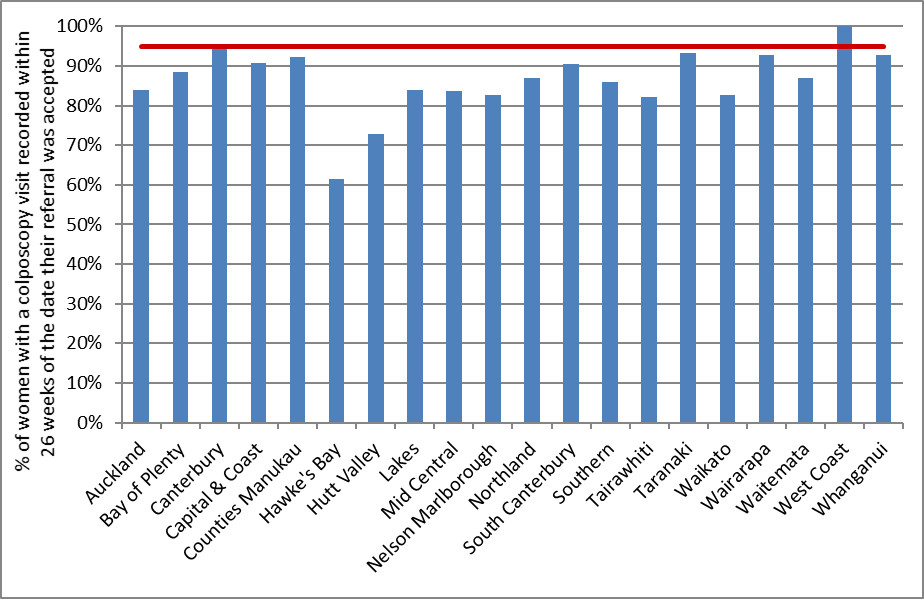 % of women with a colposcopy visit recorded within
26 weeks of the date their referral was accepted
100%
90%
80%
70%
60%
50%
40%
30%
20%
10%
0%
Auckland
Bay of Plenty
Canterbury
Capital & Coast
Counties Manukau
Hawke's Bay
Hutt Valley
Lakes
Mid Central
Nelson Marlborough
Northland
South Canterbury
Southern
Tairawhiti
Taranaki
Waikato
Wairarapa
Waitemata
West Coast
Whanganui